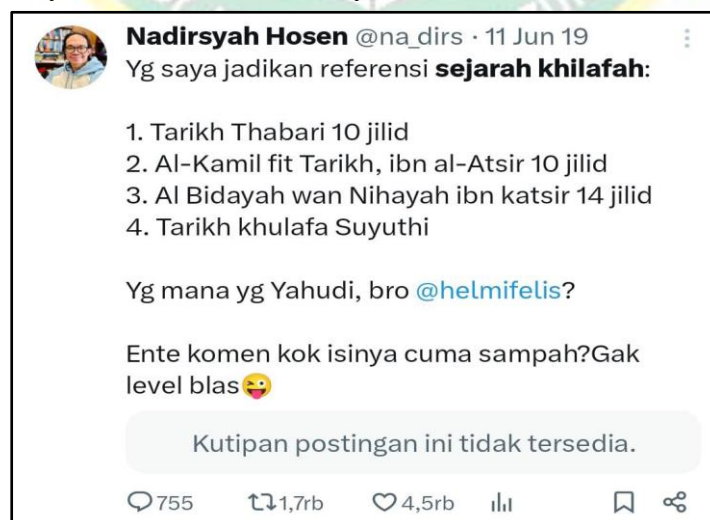 Nadirsyah Hosen @na_dirs · 11 Jun 19
Yg saya jadikan referensi sejarah khilafah:
1. Tarikh Thabari 10 jilid
2. Al-Kamil fit Tarikh, ibn al-Atsir 10 jilid
3. Al Bidayah wan Nihayah ibn katsir 14 jilid
4. Tarikh khulafa Suyuthi
Yg mana yg Yahudi, bro @helmifelis?
Ente komen kok isinya cuma sampah?Gak
level blas😜
Kutipan postingan ini tidak tersedia.
755 1,7rb 4,5rb